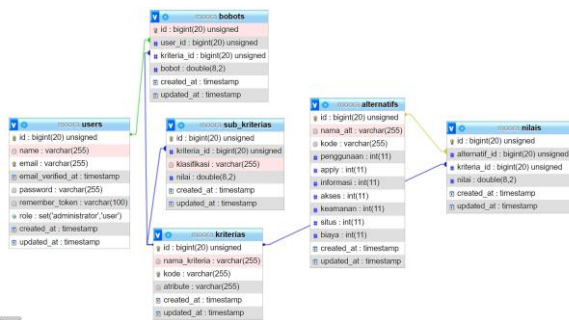 moora bobots
id : bigint(20) unsigned
user_id : bigint(20) unsigned
kriteria_id : bigint(20) unsigned
bobot : double(8,2)
created_at : timestamp
updated_at : timestamp
moora users
id : bigint(20) unsigned
name : varchar(255)
email : varchar(255)
email_verified_at : timestamp
password : varchar(255)
remember_token : varchar(100)
role : set('administrator','user')
created_at : timestamp
updated_at : timestamp
moora sub_kriterias
id : bigint(20) unsigned
kriteria_id : bigint(20) unsigned
klasifikasi : varchar(255)
nilai : double(8,2)
created_at : timestamp
updated_at : timestamp
moora kriterias
id : bigint(20) unsigned
nama_kriteria : varchar(255)
kode : varchar(255)
atribute : varchar(255)
created_at : timestamp
updated_at : timestamp
moora alternatifs
id : bigint(20) unsigned
nama_alt : varchar(255)
kode : varchar(255)
penggunaan : int(11)
apply : int(11)
informasi : int(11)
akses : int(11)
keamanan : int(11)
situs : int(11)
biaya : int(11)
created_at : timestamp
updated_at : timestamp
moora nilais
id : bigint(20) unsigned
alternatif_id : bigint(20) unsigned
kriteria_id : bigint(20) unsigned
nilai : double(8,2)
created_at : timestamp
updated_at : timestamp